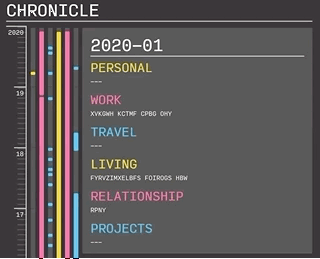 CHRONICLE
2020
19
18
17
2020-01
PERSONAL
---
WORK
XVKGWH KCTMF CPBG OHY
TRAVEL
---
LIVING
FYRVZIMXELBFS FOIROGS HBW
RELATIONSHIP
RPNY
PROJECTS
---